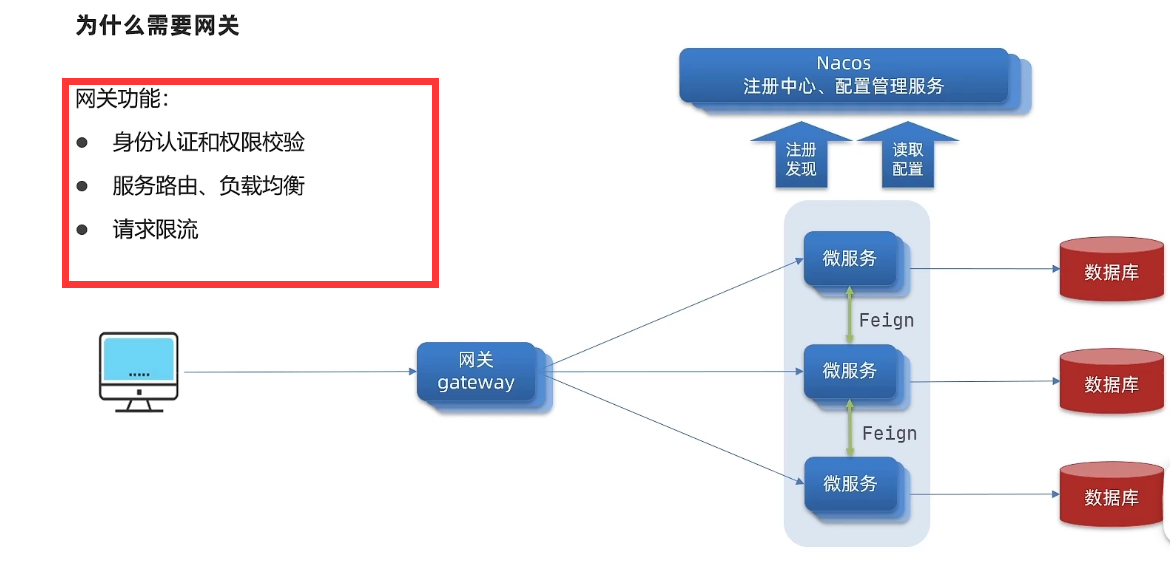 为什么需要网关
网关功能：
● 身份认证和权限校验
● 服务路由、负载均衡
● 请求限流
Nacos
注册中心、配置管理服务
注册
发现
读取
配置
网关
gateway
微服务
Feign
微服务
Feign
微服务
数据库
数据库
数据库